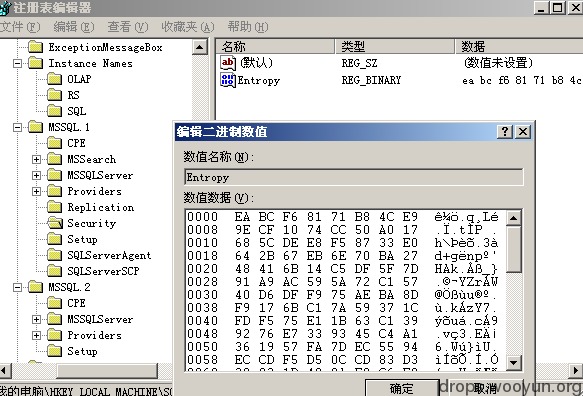 注册表编辑器
文件(F) 编辑(E) 查看(V) 收藏夹(A) 帮助(H)
ExceptionMessageBox
Instance Names
OLAP
RS
SQL
MSSQL.1
CPE
MSSearch
MSSQLServer
Providers
Replication
Security
Setup
SQLServerAgent
SQLServerSCP
MSSQL.2
CPE
MSSQLServer
Providers
Setup
名称 类型 数据
(默认) REG_SZ (数值未设置)
Entropy REG_BINARY ea bc f6 81 71 b8 4c
编辑二进制数值
数值名称(N):
Entropy
数值数据(V):
0000 EA BC F6 81 71 B8 4C E9 ê¼ö.q¸Lé
0008 9E CF 10 74 CC 50 A0 17 .Ï.tÌP .
0010 68 5C DE E8 F5 87 33 E0 h\Þèõ.3à
0018 64 2B 67 EB 6E 70 BA 27 d+gënpº'
0020 48 41 6B 14 C5 DF 5F 7D HAk.Åß_}
0028 91 A9 AC 59 5A 72 C1 57 .©¬YZrÁW
0030 40 D6 DF F9 75 AE BA 8D @Ößùu®º.
0038 F9 17 6B C1 7A 59 37 1C ù.kÁzY7.
0040 FD F5 75 E1 1B 63 C1 39 ýõuá.cÁ9
0048 92 76 E7 33 93 45 C4 A1 .vç3.EÄ¡
0050 36 19 57 FA 7D EC 55 94 6.Wú}ìU.
0058 EC CD F5 D5 0C CD 83 D3 ìÍõÕ.Í.Ó
确定 取消
我的电脑\HKEY_LOCAL_MACHINE\SO
drops.wooyun.org